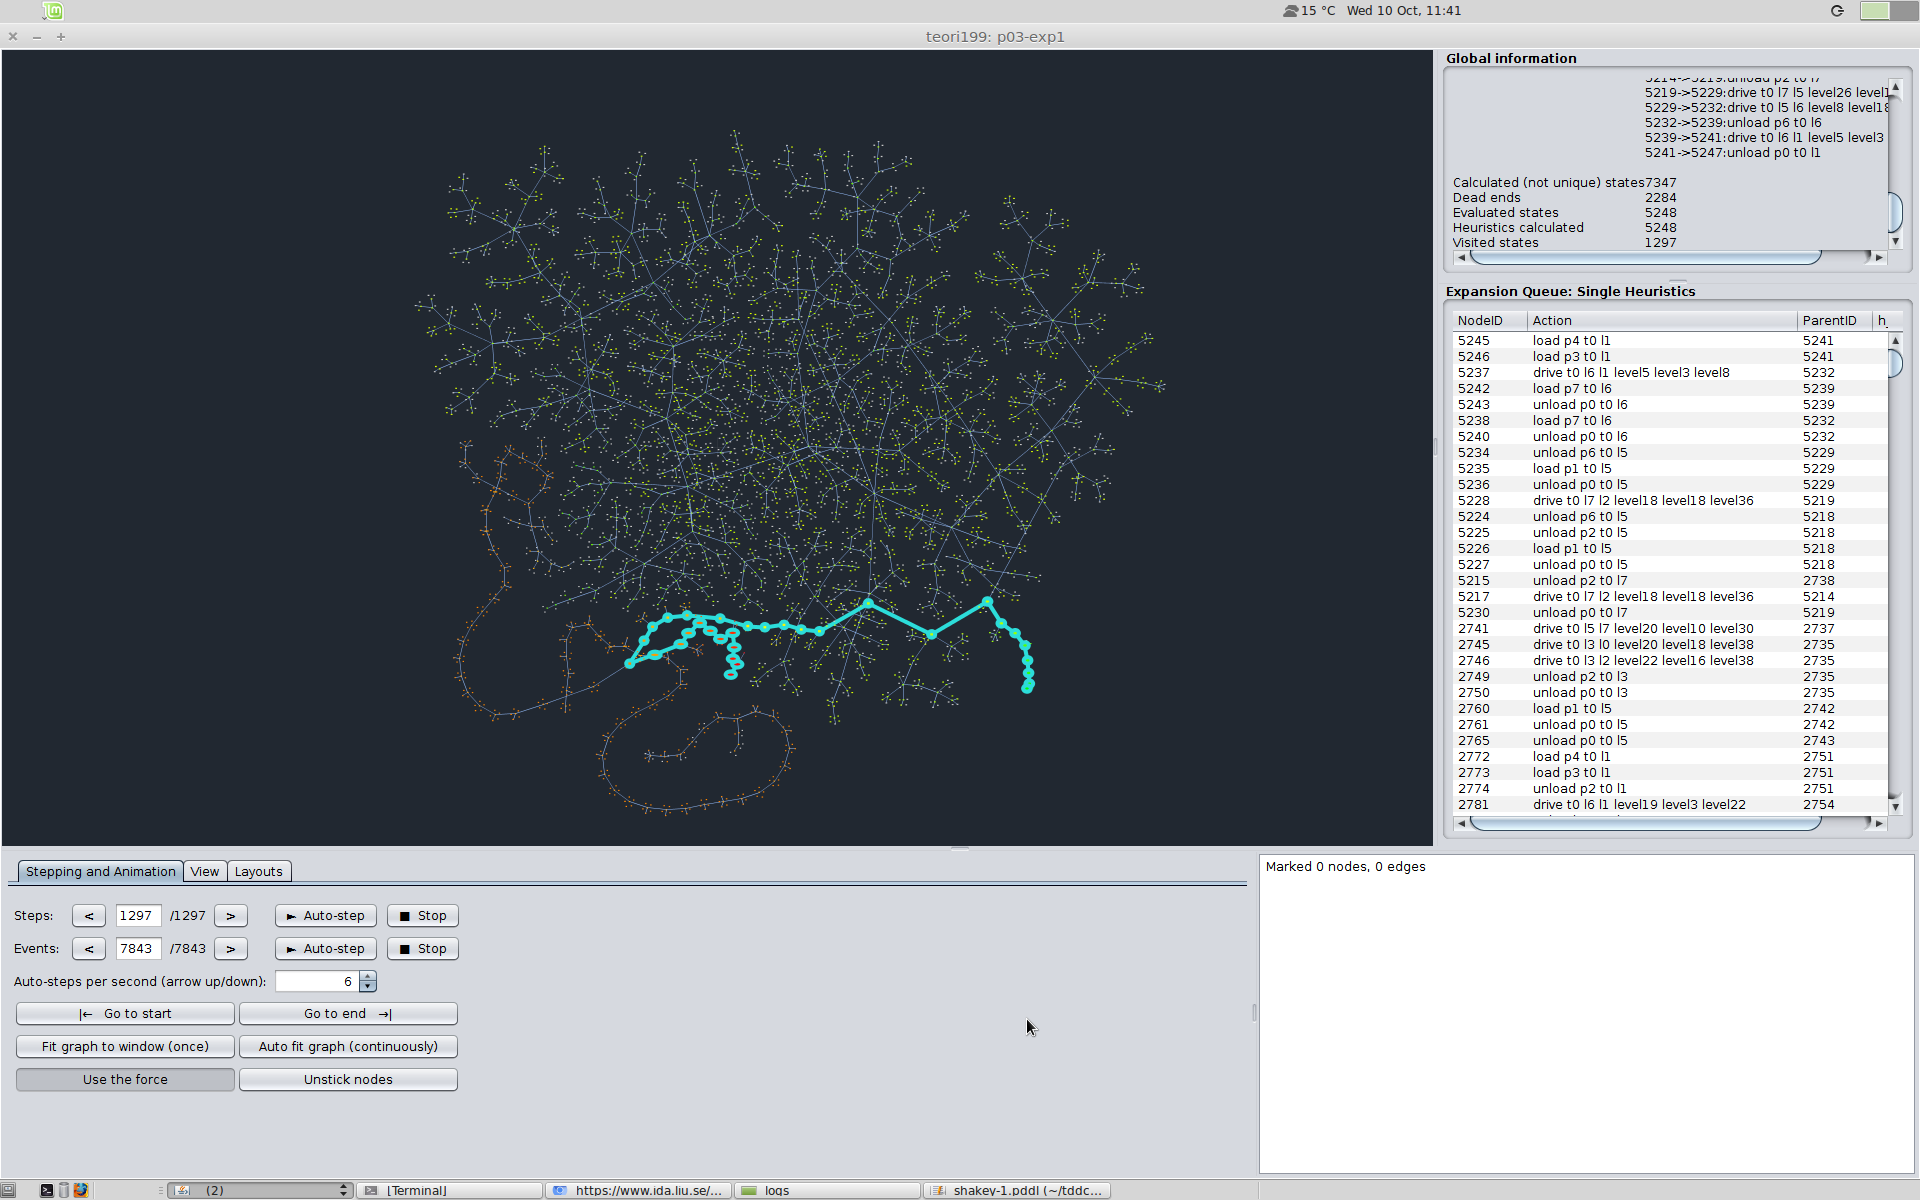 15 °C Wed 10 Oct, 11:41
teori199: p03-exp1
Global information
5214->5219:unload p2 t0 l7
5219->5229:drive t0 l7 l5 level26 level1
5229->5232:drive t0 l5 l6 level8 level18
5232->5239:unload p6 t0 l6
5239->5241:drive t0 l6 l1 level5 level3
5241->5247:unload p0 t0 l1
Calculated (not unique) states7347
Dead ends 2284
Evaluated states 5248
Heuristics calculated 5248
Visited states 1297
Expansion Queue: Single Heuristics
NodeID Action ParentID h_
5245 load p4 t0 l1 5241
5246 load p3 t0 l1 5241
5237 drive t0 l6 l1 level5 level3 level8 5232
5242 load p7 t0 l6 5239
5243 unload p0 t0 l6 5239
5238 load p7 t0 l6 5232
5240 unload p0 t0 l6 5232
5234 unload p6 t0 l5 5229
5235 load p1 t0 l5 5229
5236 unload p0 t0 l5 5229
5228 drive t0 l7 l2 level18 level18 level36 5219
5224 unload p6 t0 l5 5218
5225 unload p2 t0 l5 5218
5226 load p1 t0 l5 5218
5227 unload p0 t0 l5 5218
5215 unload p2 t0 l7 2738
5217 drive t0 l7 l2 level18 level18 level36 5214
5230 unload p0 t0 l7 5219
2741 drive t0 l5 l7 level20 level10 level30 2737
2745 drive t0 l3 l0 level20 level18 level38 2735
2746 drive t0 l3 l2 level22 level16 level38 2735
2749 unload p2 t0 l3 2735
2750 unload p0 t0 l3 2735
2760 load p1 t0 l5 2742
2761 unload p0 t0 l5 2742
2765 unload p0 t0 l5 2743
2772 load p4 t0 l1 2751
2773 load p3 t0 l1 2751
2774 unload p2 t0 l1 2751
2781 drive t0 l6 l1 level19 level3 level22 2754
Stepping and Animation View Layouts
Steps: < 1297 /1297 > ► Auto-step ■ Stop
Events: < 7843 /7843 > ► Auto-step ■ Stop
Auto-steps per second (arrow up/down): 6
|← Go to start Go to end →|
Fit graph to window (once) Auto fit graph (continuously)
Use the force Unstick nodes
Marked 0 nodes, 0 edges
(2) [Terminal] https://www.ida.liu.se/... logs shakey-1.pddl (~/tddc...